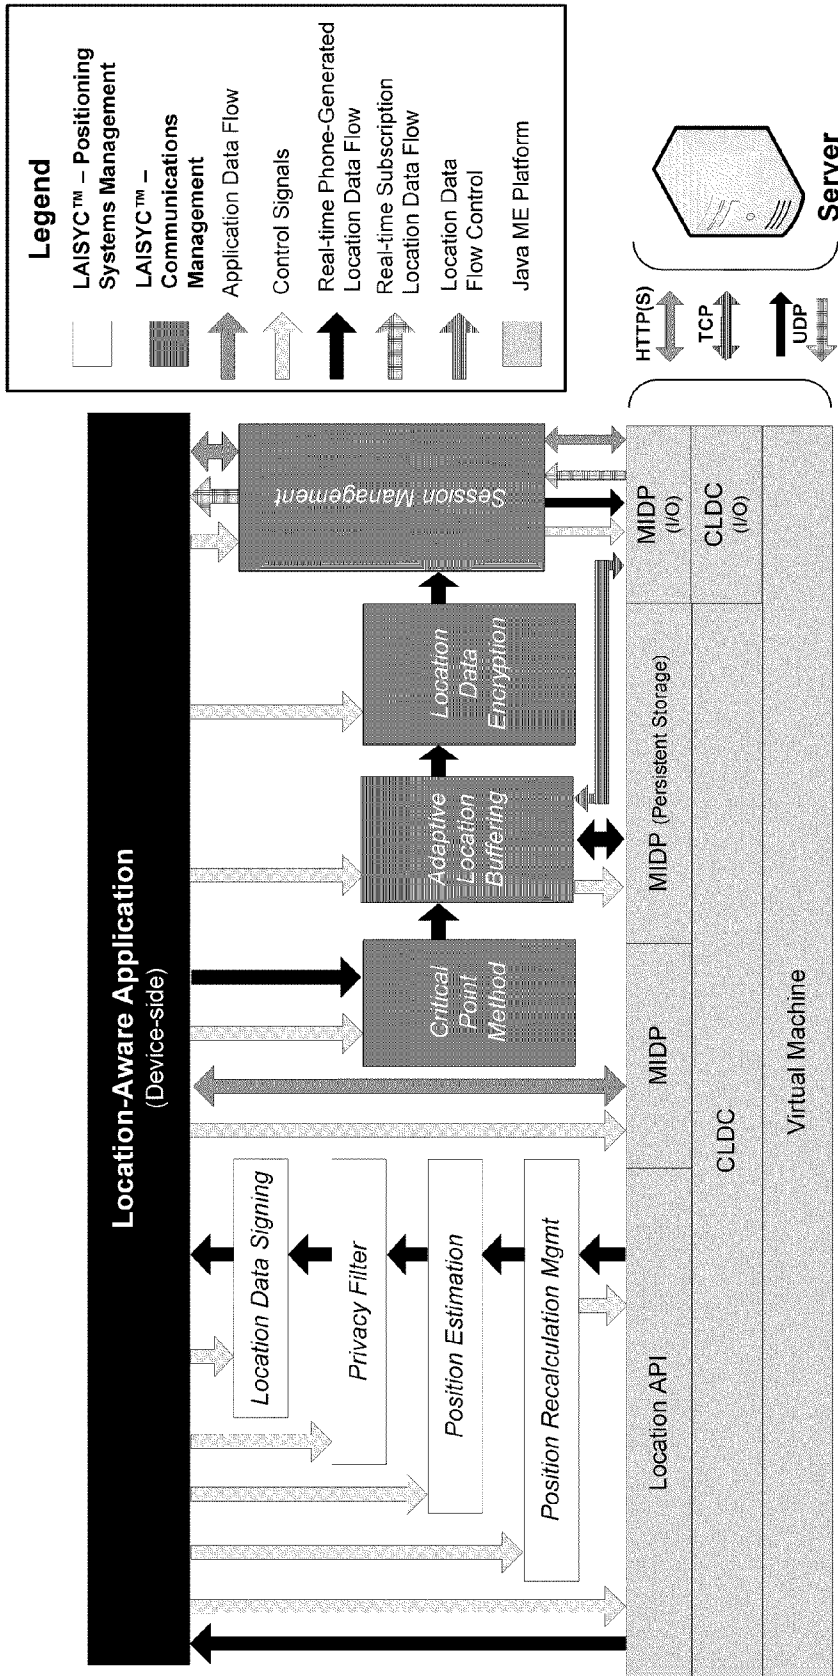 Location-Aware Application
(Device-side)
Location Data Signing
Privacy Filter
Position Estimation
Position Recalculation Mgmt
Critical
Point
Method
Adaptive
Location
Buffering
Location
Data
Encryption
Session Management
Location API
MIDP
MIDP (Persistent Storage)
MIDP
(I/O)
CLDC
CLDC
(I/O)
Virtual Machine
Legend
LAISYC™ – Positioning
Systems Management
LAISYC™ –
Communications
Management
Application Data Flow
Control Signals
Real-time Phone-Generated
Location Data Flow
Real-time Subscription
Location Data Flow
Location Data
Flow Control
Java ME Platform
HTTP(S)
TCP
UDP
Server